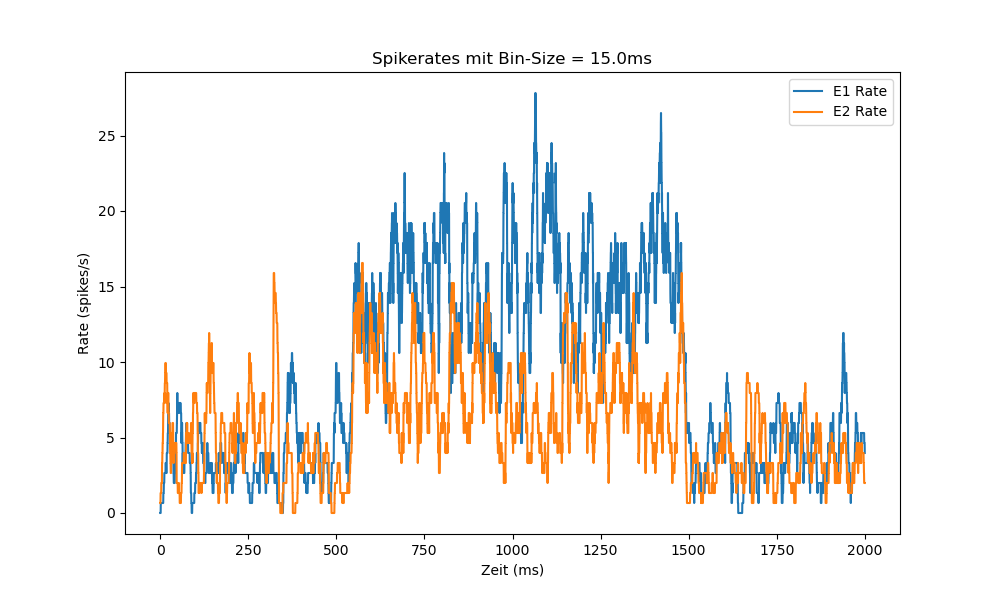 Spikerates mit Bin-Size = 15.0ms
E1 Rate
E2 Rate
Rate (spikes/s)
25
20
15
10
5
0
0 250 500 750 1000 1250 1500 1750 2000
Zeit (ms)